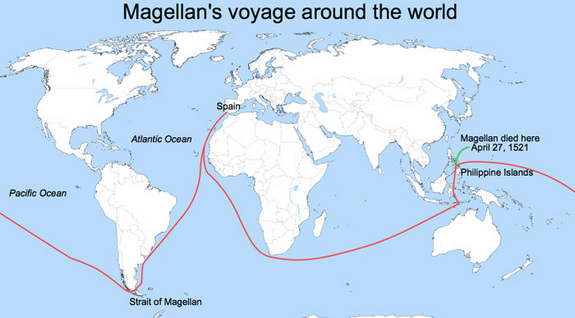 Magellan's voyage around the world
Spain
Atlantic Ocean
Magellan died here
April 27, 1521
Philippine Islands
Pacific Ocean
Strait of Magellan